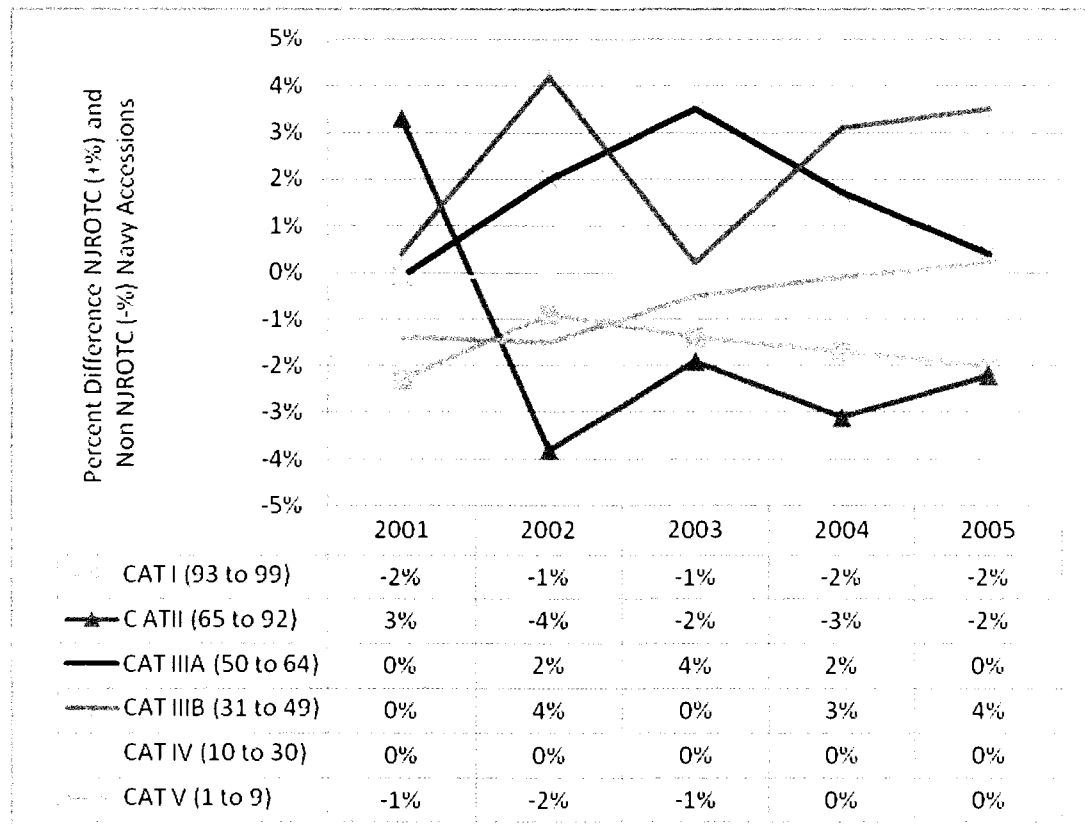 Percent Difference NJROTC (+%) and
Non NJROTC (-%) Navy Accessions
5%
4%
3%
2%
1%
0%
-1%
-2%
-3%
-4%
-5%
2001 2002 2003 2004 2005
CAT I (93 to 99) -2% -1% -1% -2% -2%
C ATII (65 to 92) 3% -4% -2% -3% -2%
CAT IIIA (50 to 64) 0% 2% 4% 2% 0%
CAT IIIB (31 to 49) 0% 4% 0% 3% 4%
CAT IV (10 to 30) 0% 0% 0% 0% 0%
CAT V (1 to 9) -1% -2% -1% 0% 0%